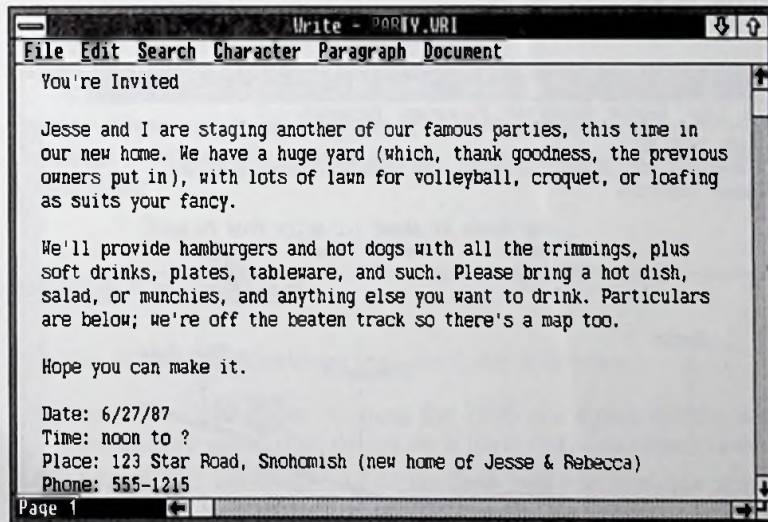 Write - PARTY.WRI
File Edit Search Character Paragraph Document
You're Invited
Jesse and I are staging another of our famous parties, this time in
our new home. We have a huge yard (which, thank goodness, the previous
owners put in), with lots of lawn for volleyball, croquet, or loafing
as suits your fancy.
We'll provide hamburgers and hot dogs with all the trimmings, plus
soft drinks, plates, tableware, and such. Please bring a hot dish,
salad, or munchies, and anything else you want to drink. Particulars
are below; we're off the beaten track so there's a map too.
Hope you can make it.
Date: 6/27/87
Time: noon to ?
Place: 123 Star Road, Snohomish (new home of Jesse & Rebecca)
Phone: 555-1215
Page 1